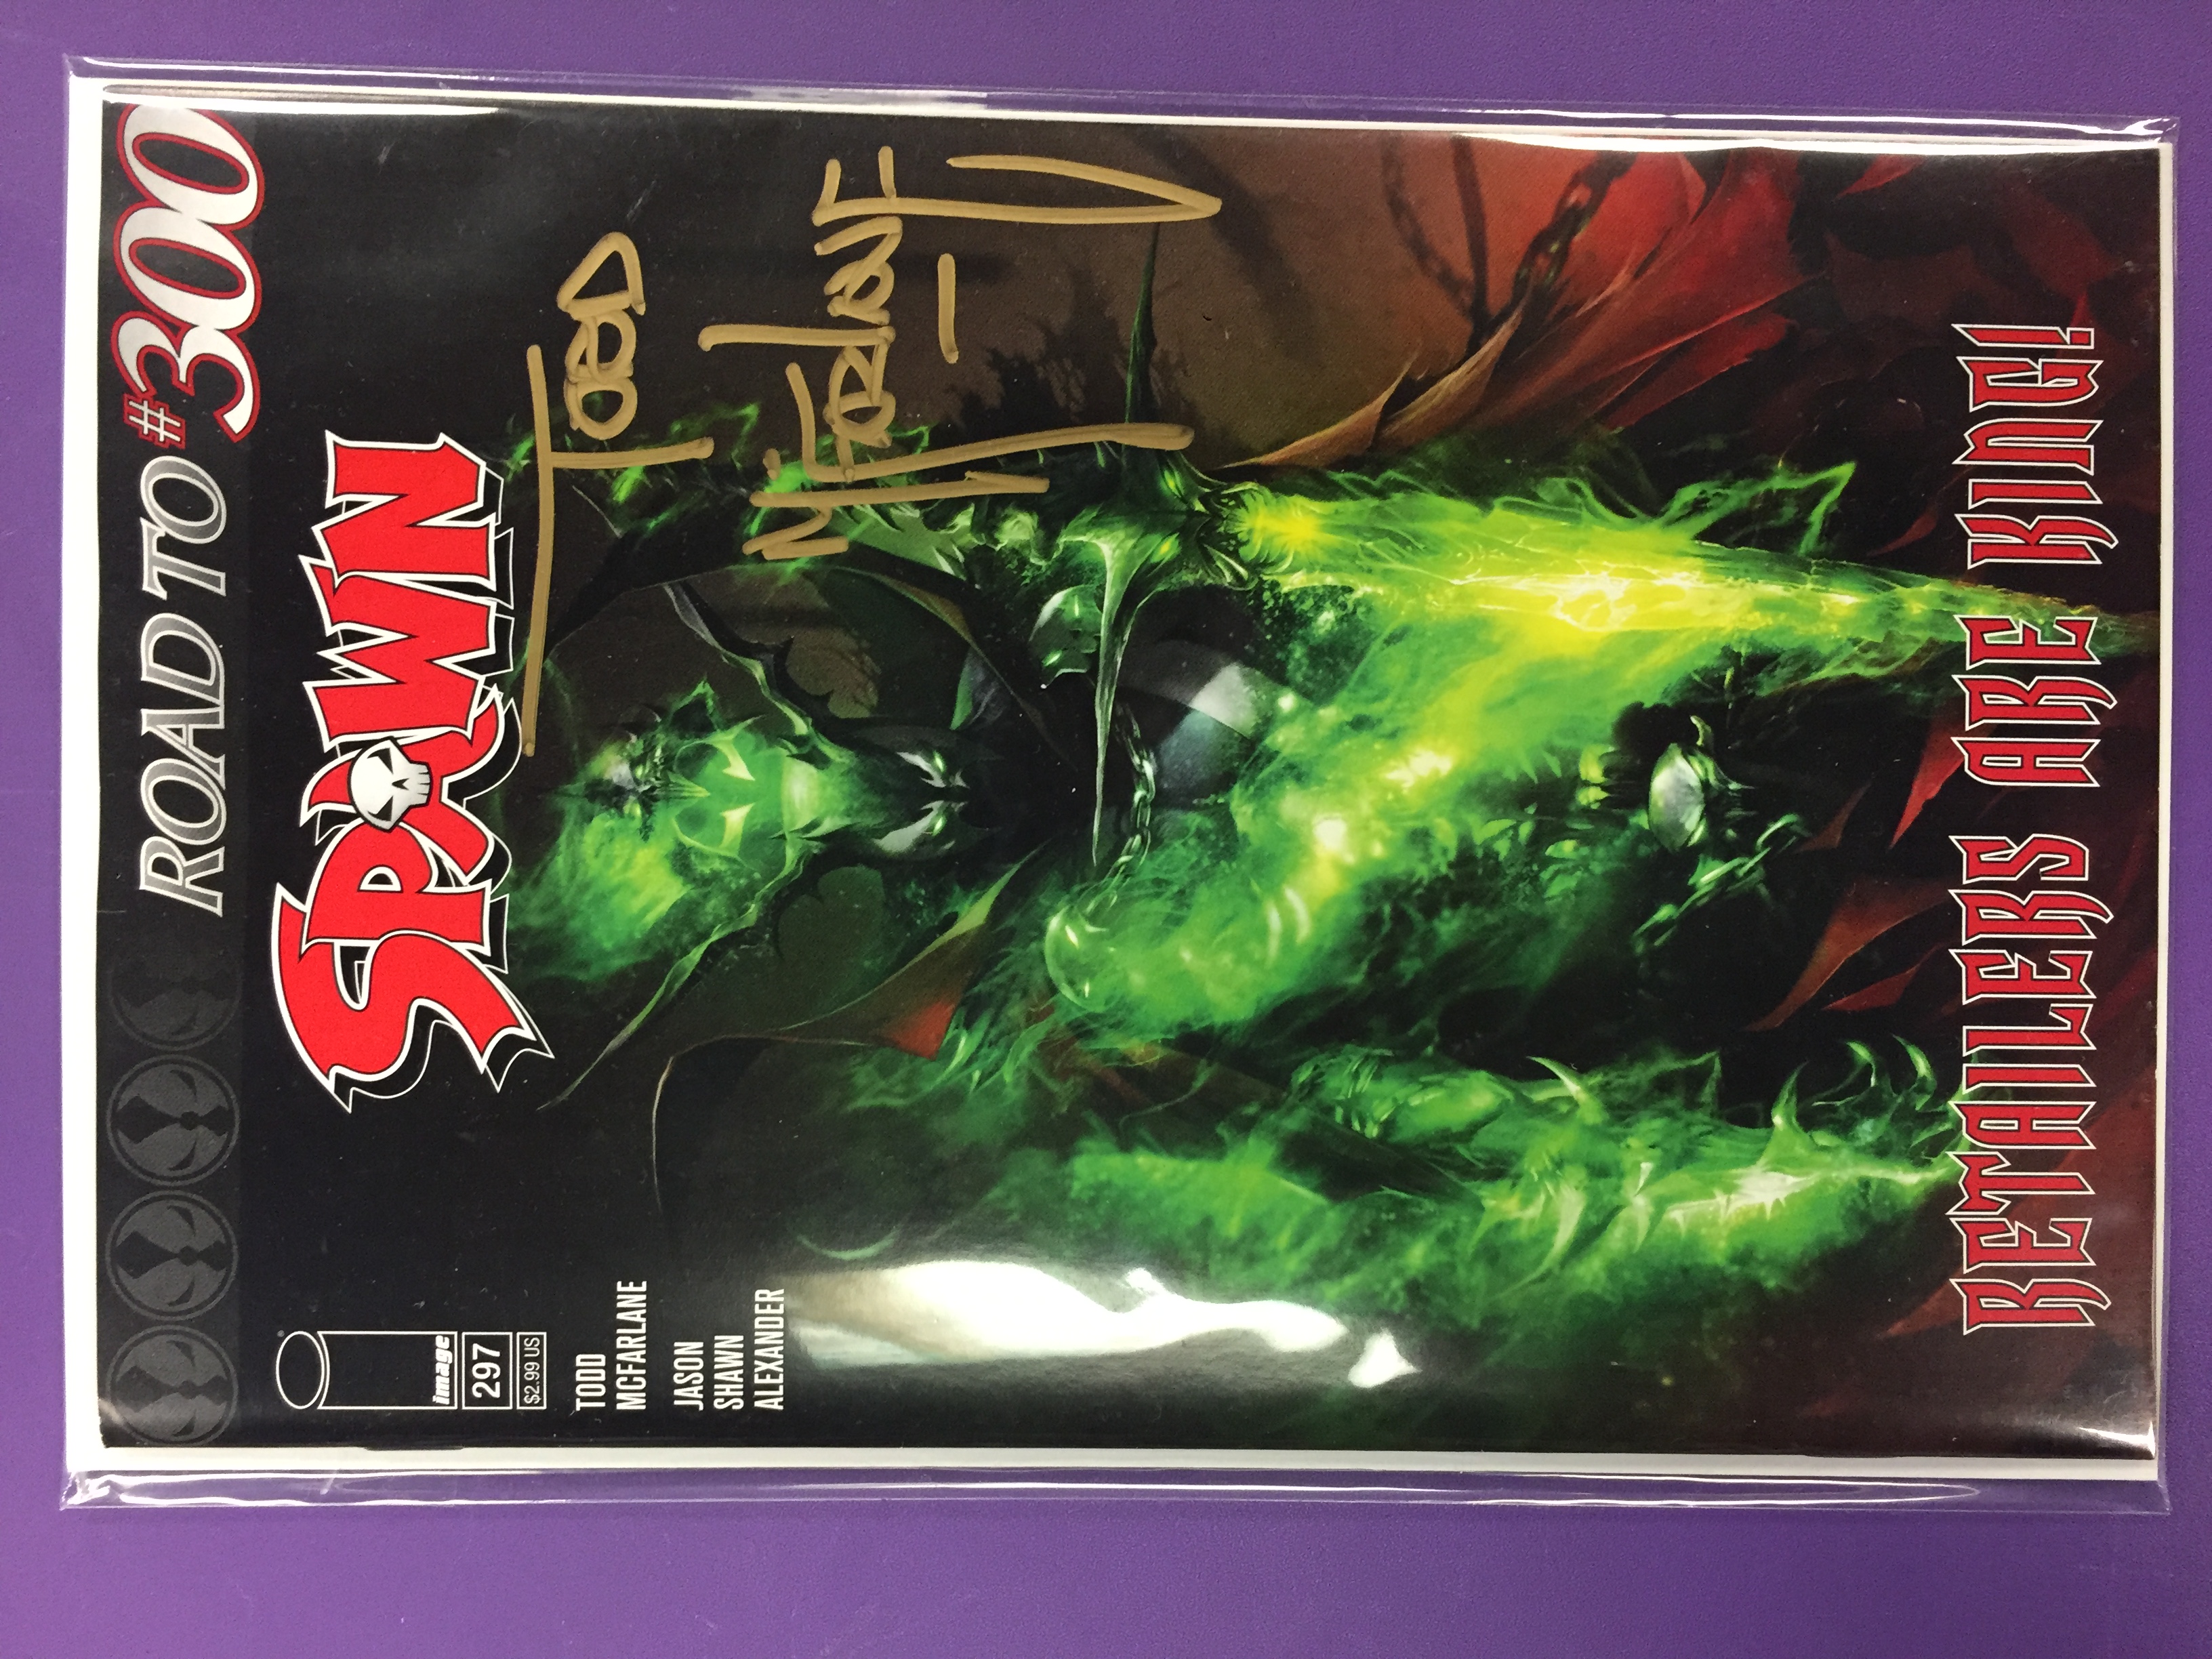 ROAD TO #300
SPAWN
image
297
$2.99 US
TODD
MCFARLANE
JASON
SHAWN
ALEXANDER
TODD
McFARLANE
RETAILERS ARE KING!